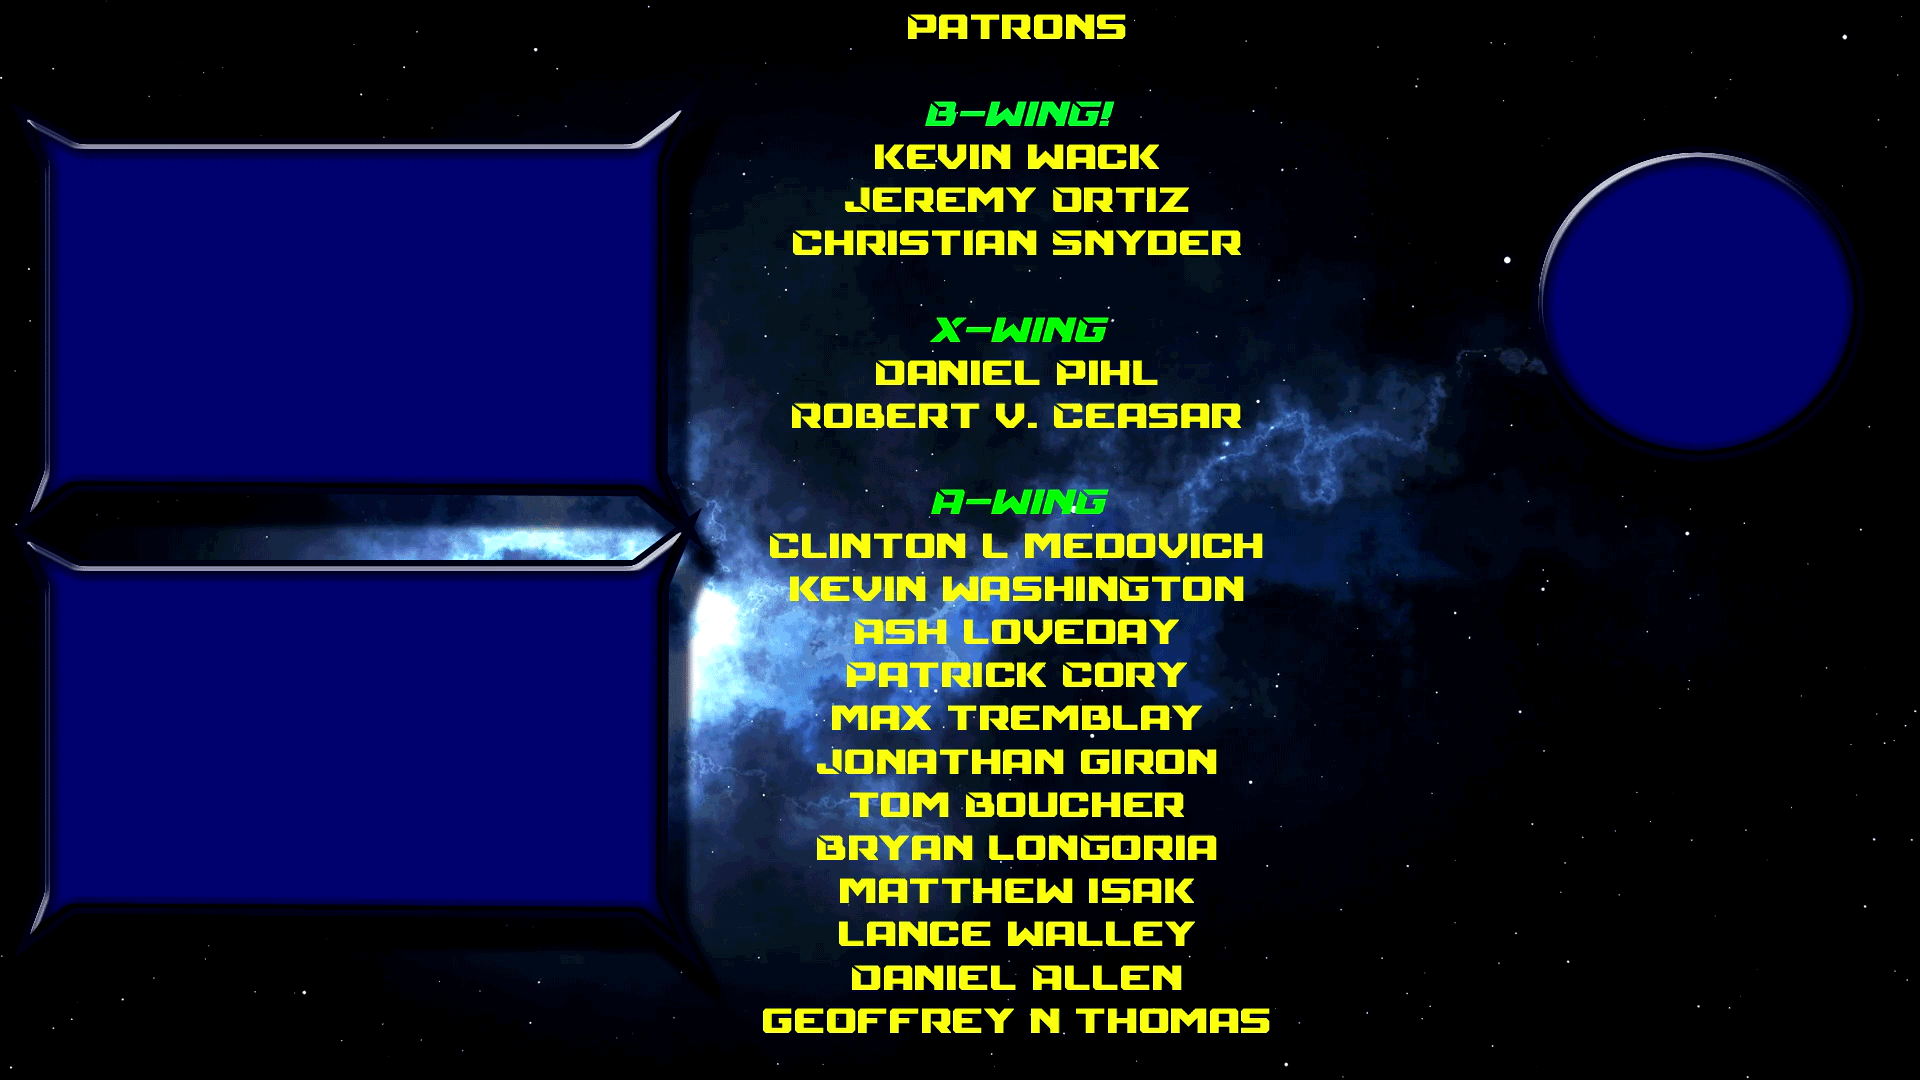 PATRONS
B-WING!
KEVIN WACK
JEREMY ORTIZ
CHRISTIAN SNYDER
X-WING
DANIEL PIHL
ROBERT V. CEASAR
A-WING
CLINTON L MEDOVICH
KEVIN WASHINGTON
ASH LOVEDAY
PATRICK CORY
MAX TREMBLAY
JONATHAN GIRON
TOM BOUCHER
BRYAN LONGORIA
MATTHEW ISAK
LANCE WALLEY
DANIEL ALLEN
GEOFFREY N THOMAS